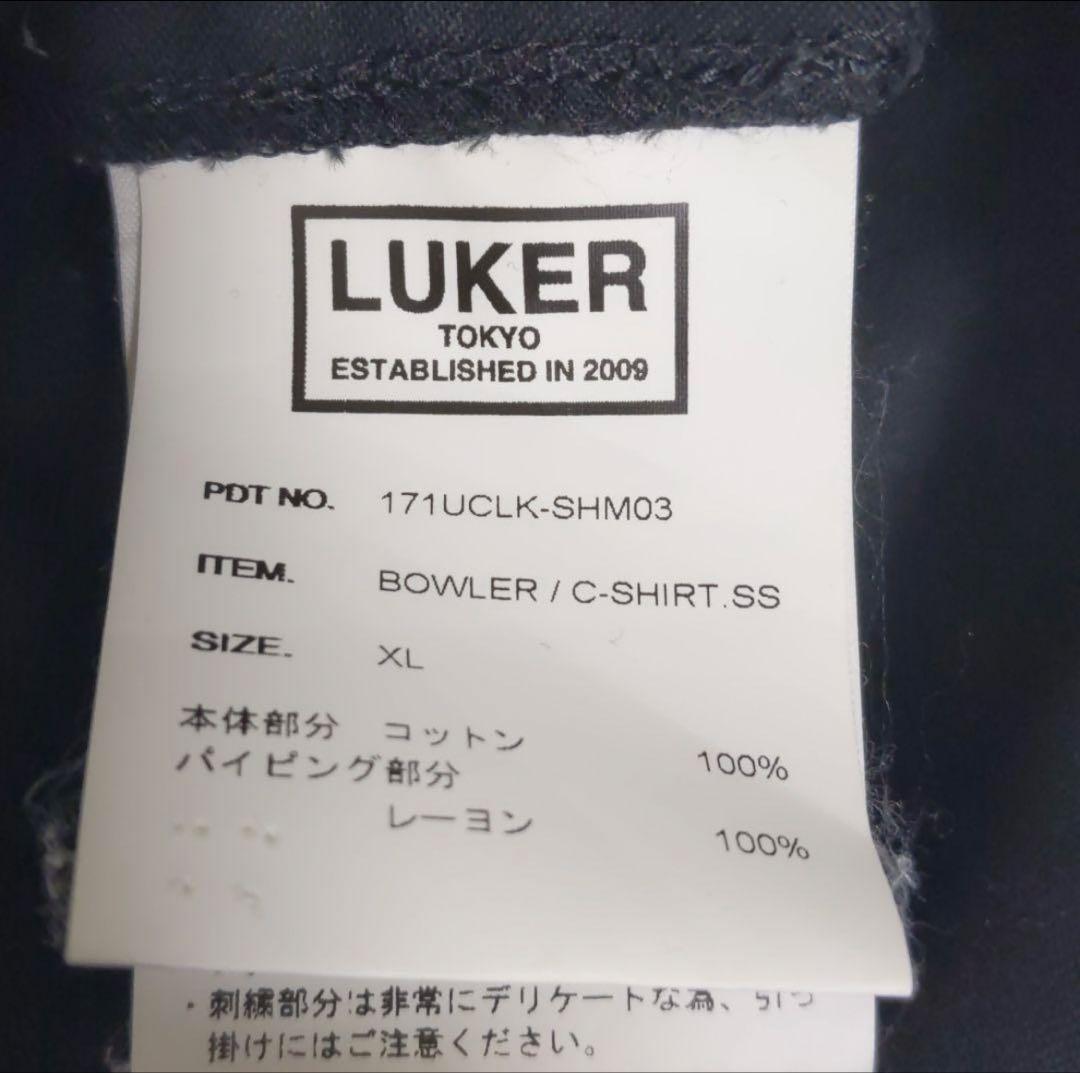 LUKER
TOKYO
ESTABLISHED IN 2009
PDT NO. 171UCLK-SHM03
ITEM. BOWLER / C-SHIRT.SS
SIZE. XL
本体部分 コットン 100%
パイピング部分
レーヨン 100%
・刺繍部分は非常にデリケートな為、引っ
掛けにはご注意ください。